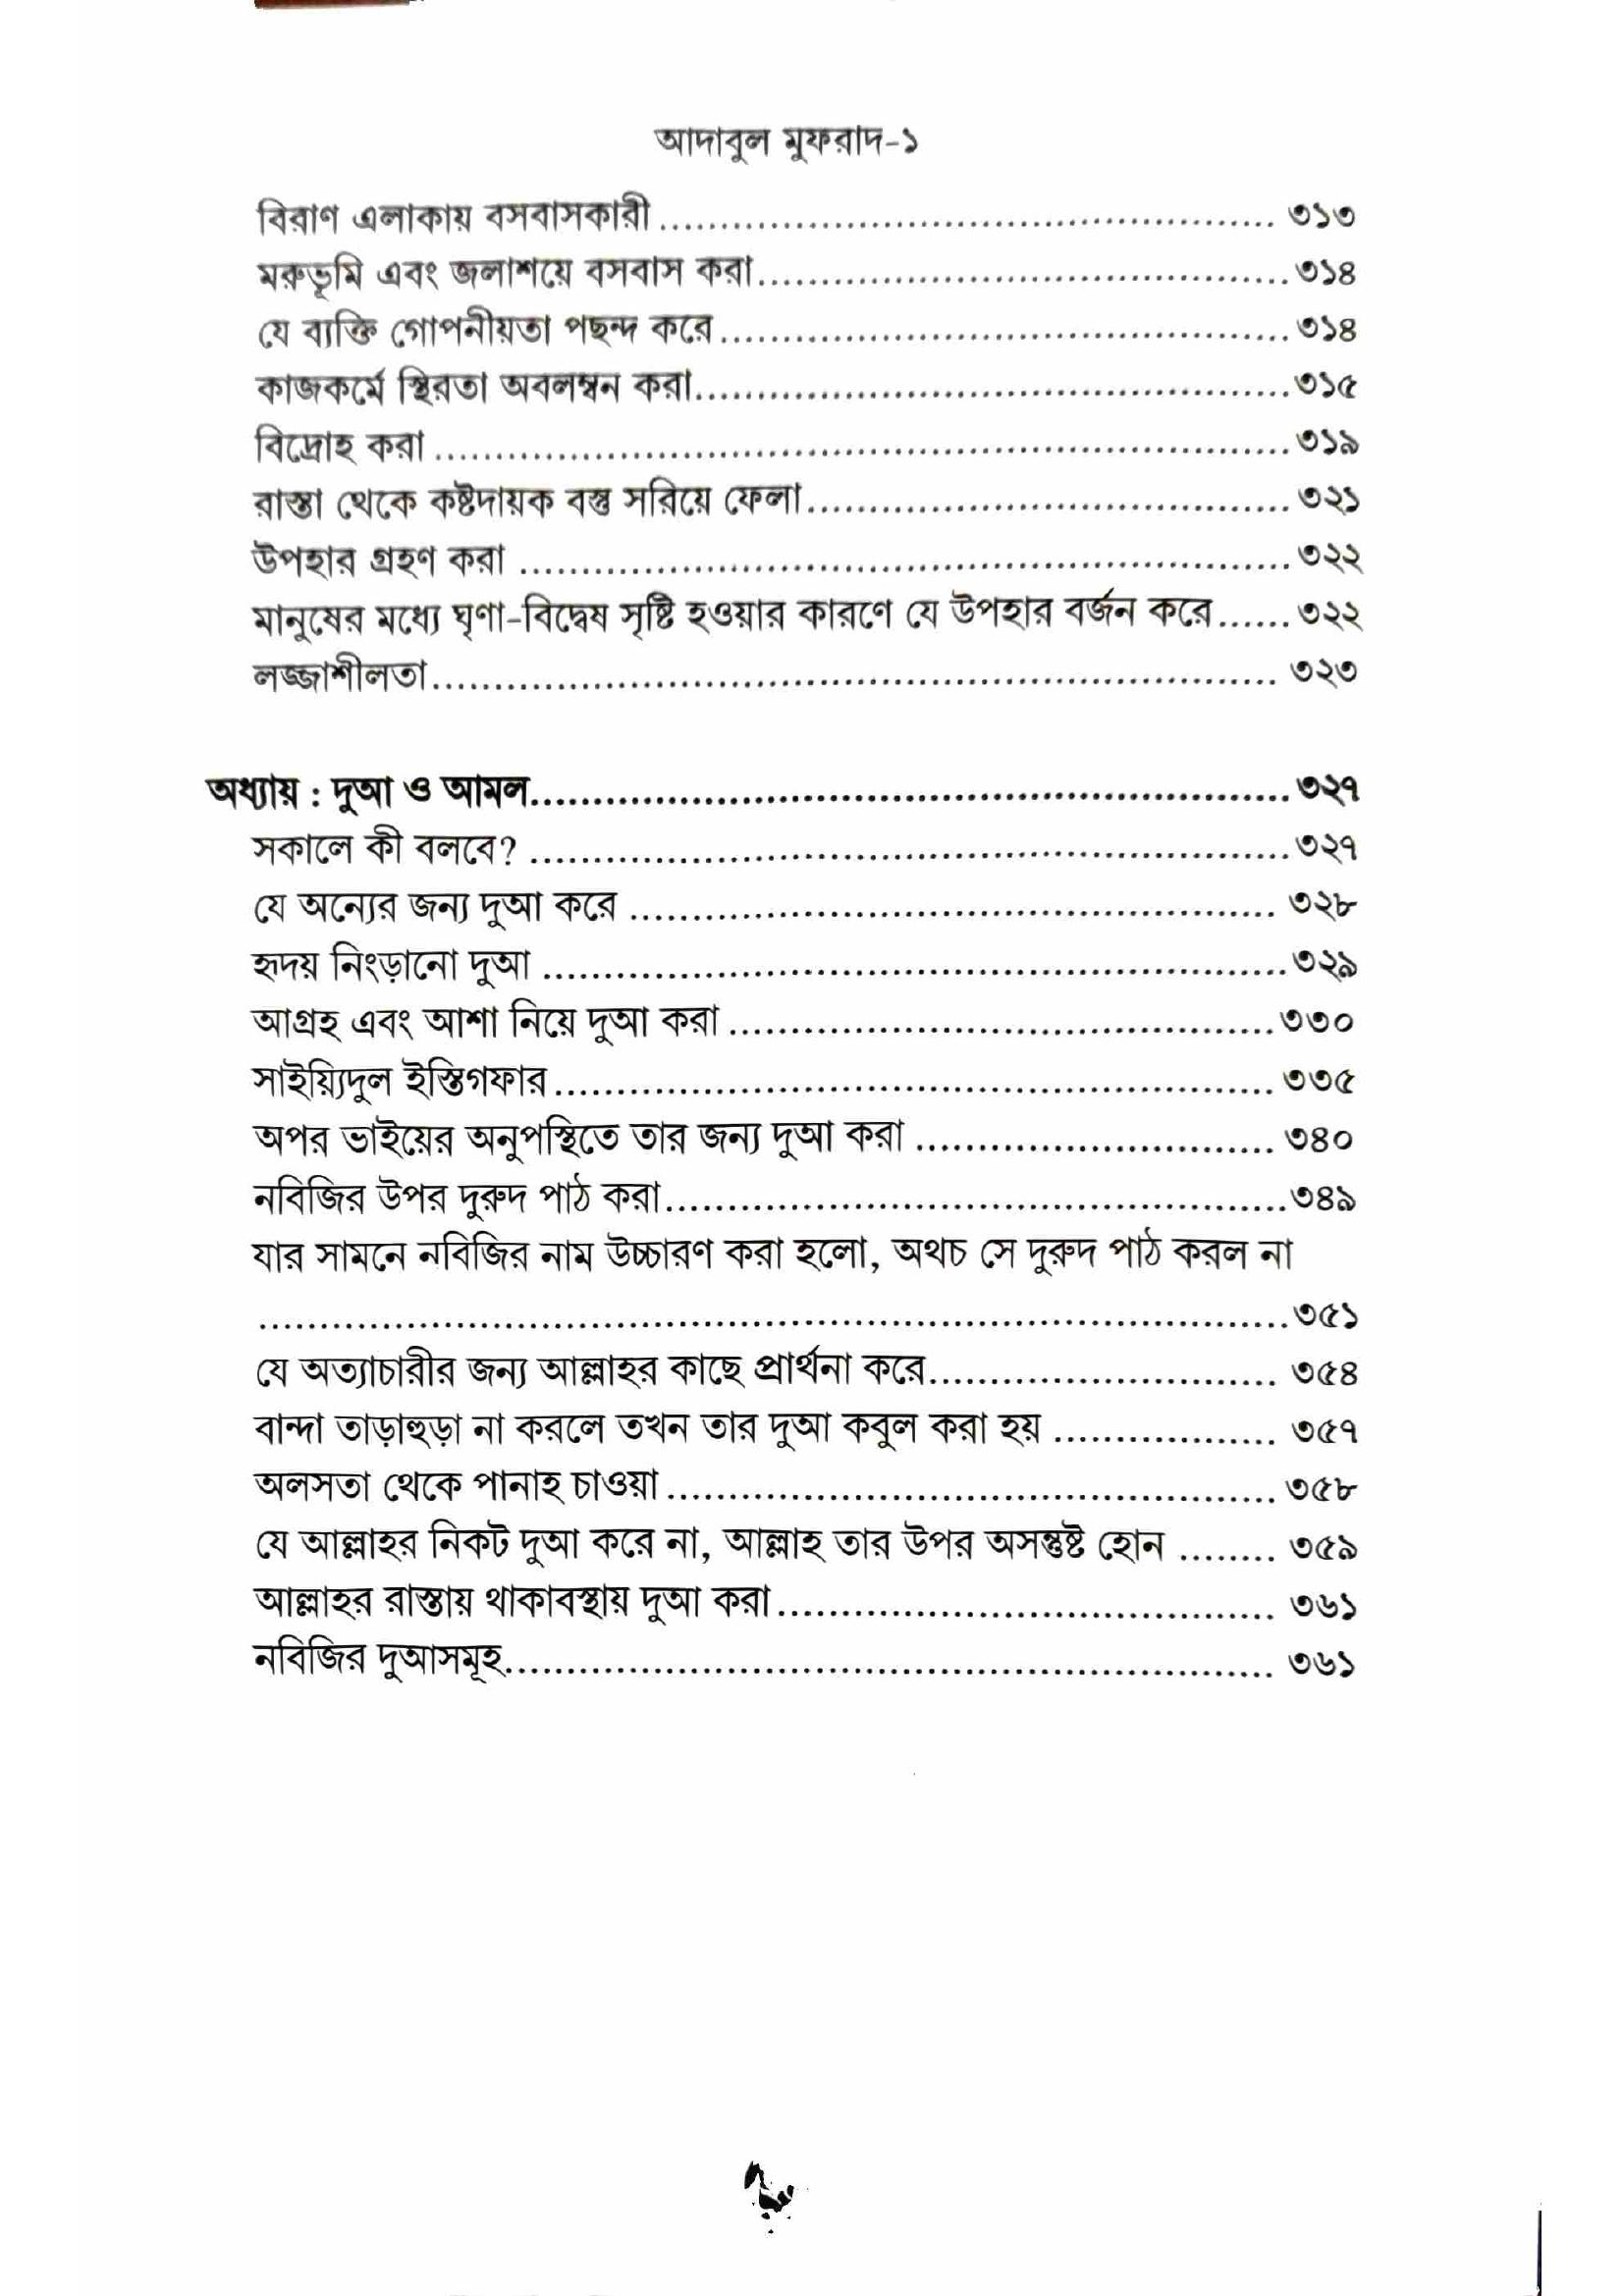 আদাবুল মুফরাদ-১
বিরাণ এলাকায় বসবাসকারী ........................................................ ৩১৩
মরুভূমি এবং জলাশয়ে বসবাস করা................................................ ৩১৪
যে ব্যক্তি গোপনীয়তা পছন্দ করে.................................................... ৩১৪
কাজকর্মে স্থিরতা অবলম্বন করা...................................................... ৩১৫
বিদ্রোহ করা .............................................................................. ৩১৯
রাস্তা থেকে কষ্টদায়ক বস্তু সরিয়ে ফেলা............................................ ৩২১
উপহার গ্রহণ করা ...................................................................... ৩২২
মানুষের মধ্যে ঘৃণা-বিদ্বেষ সৃষ্টি হওয়ার কারণে যে উপহার বর্জন করে...... ৩২২
লজ্জাশীলতা.............................................................................. ৩২৩
অধ্যায় : দুআ ও আমল..................................................................... ৩২৭
সকালে কী বলবে? ..................................................................... ৩২৭
যে অন্যের জন্য দুআ করে ........................................................... ৩২৮
হৃদয় নিংড়ানো দুআ .................................................................... ৩২৯
আগ্রহ এবং আশা নিয়ে দুআ করা .................................................. ৩৩০
সাইয়্যিদুল ইস্তিগফার.................................................................. ৩৩৫
অপর ভাইয়ের অনুপস্থিতে তার জন্য দুআ করা ................................. ৩৪০
নবিজির উপর দুরুদ পাঠ করা........................................................ ৩৪৯
যার সামনে নবিজির নাম উচ্চারণ করা হলো, অথচ সে দুরুদ পাঠ করল না
............................................................................................. ৩৫১
যে অত্যাচারীর জন্য আল্লাহর কাছে প্রার্থনা করে................................ ৩৫৪
বান্দা তাড়াহুড়া না করলে তখন তার দুআ কবুল করা হয় .................... ৩৫৭
অলসতা থেকে পানাহ চাওয়া ........................................................ ৩৫৮
যে আল্লাহর নিকট দুআ করে না, আল্লাহ তার উপর অসন্তুষ্ট হোন ........ ৩৫৯
আল্লাহর রাস্তায় থাকাবস্থায় দুআ করা............................................. ৩৬১
নবিজির দুআসমূহ...................................................................... ৩৬১